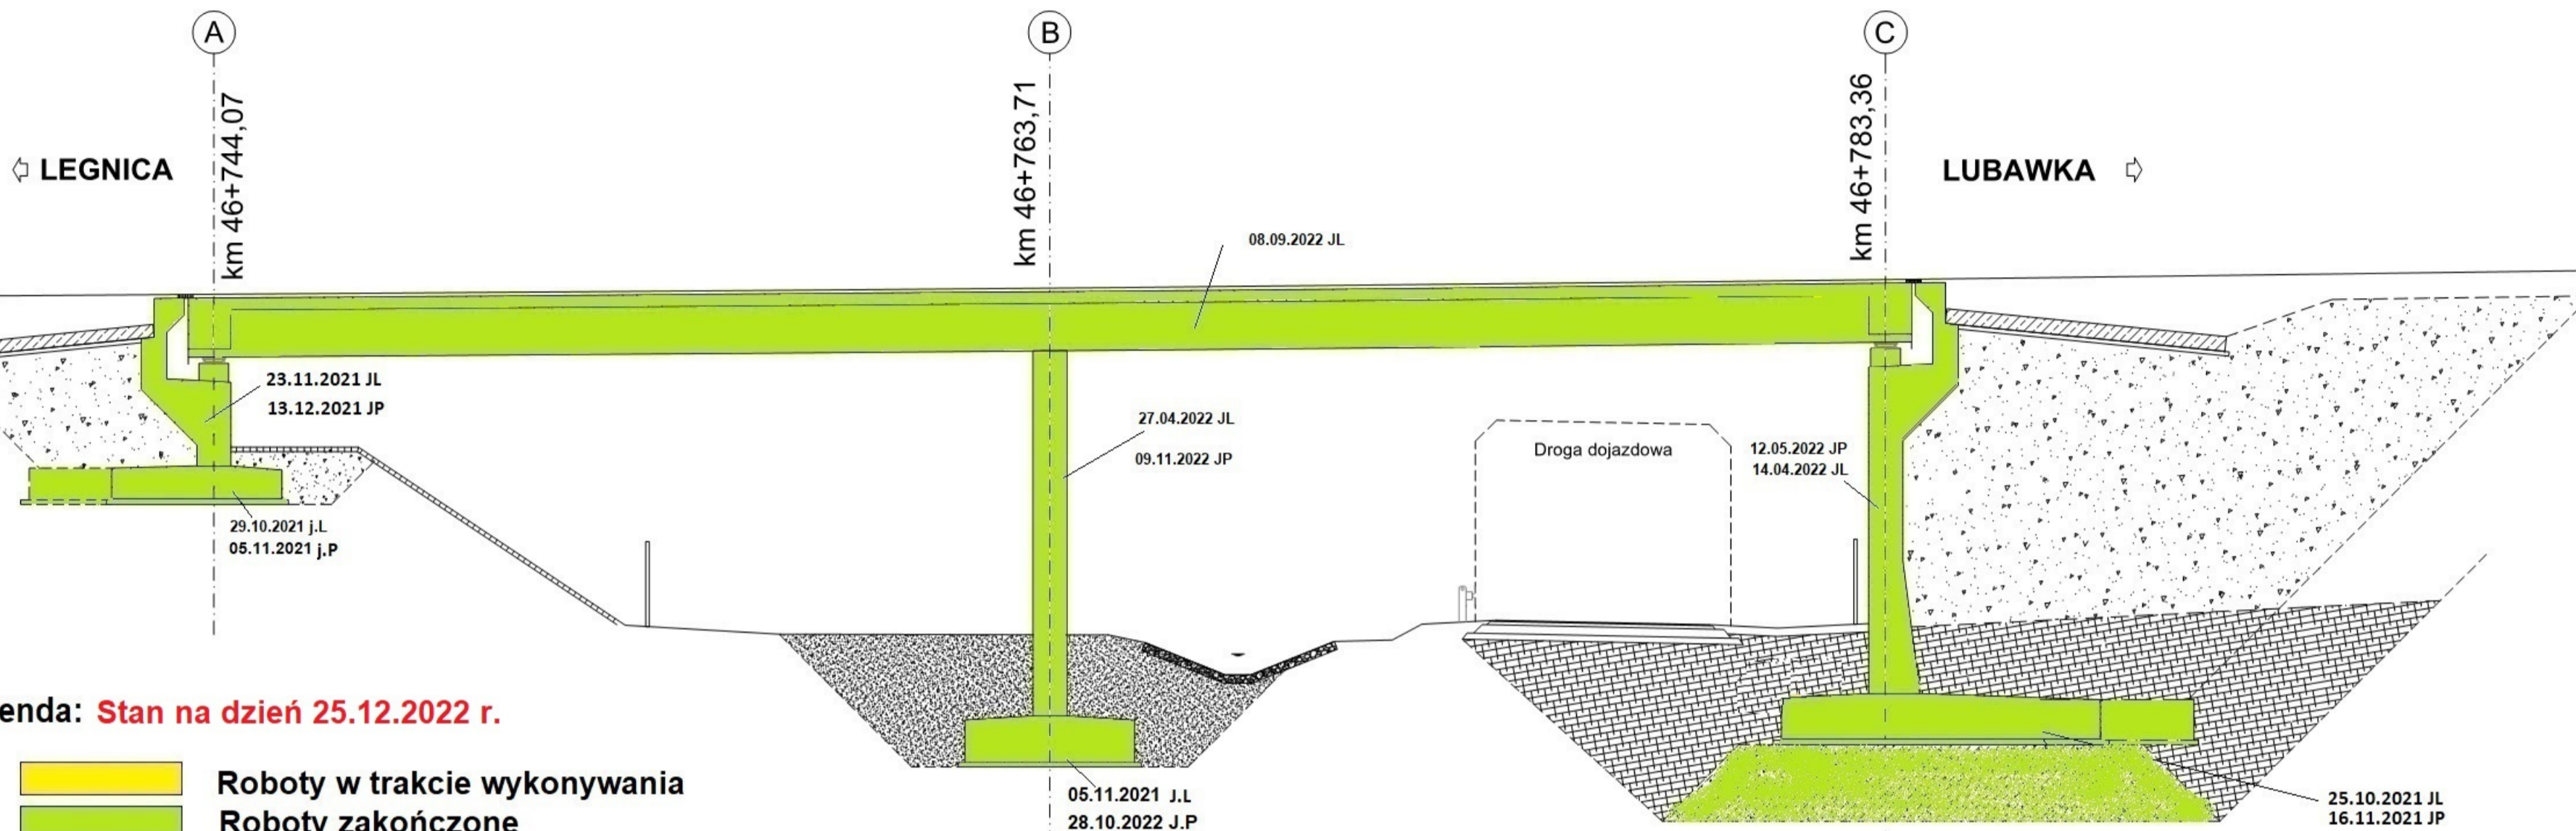 A
B
C
km 46+744,07
km 46+763,71
km 46+783,36
LEGNICA
LUBAWKA
08.09.2022 JL
23.11.2021 JL
13.12.2021 JP
27.04.2022 JL
09.11.2022 JP
Droga dojazdowa
12.05.2022 JP
14.04.2022 JL
29.10.2021 j.L
05.11.2021 j.P
enda: Stan na dzień 25.12.2022 r.
Roboty w trakcie wykonywania
Roboty zakończone
05.11.2021 J.L
28.10.2022 J.P
25.10.2021 JL
16.11.2021 JP